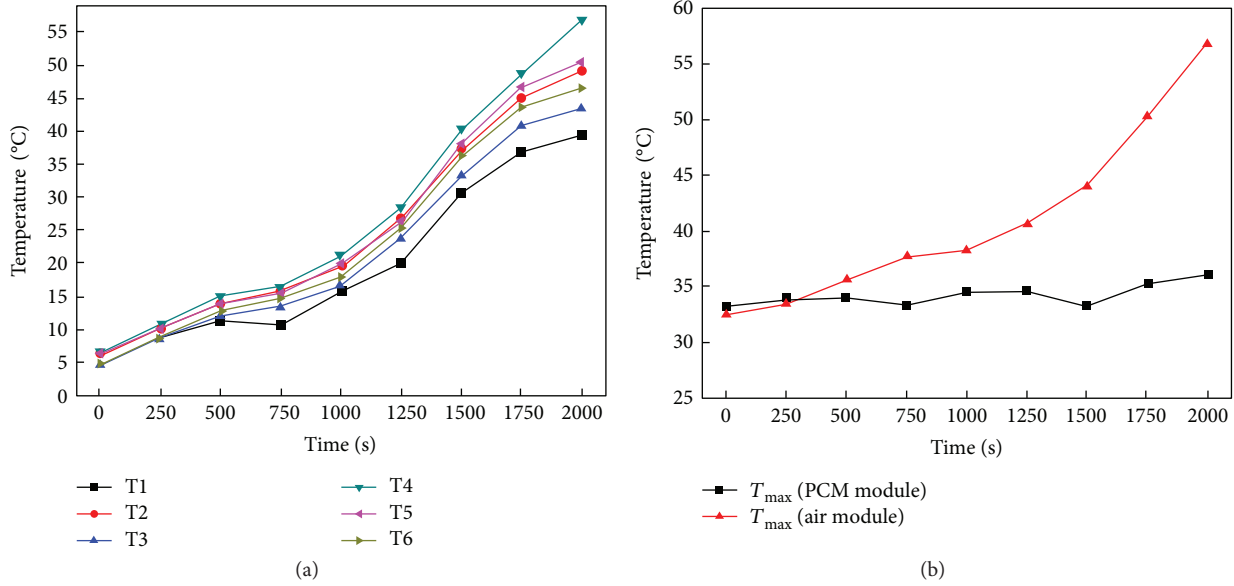 55
50
45
40
35
30
25
20
15
10
5
0
Temperature (°C)
0 250 500 750 1000 1250 1500 1750 2000
Time (s)
T1
T2
T3
T4
T5
T6
(a)
60
55
50
45
40
35
30
25
Temperature (°C)
0 250 500 750 1000 1250 1500 1750 2000
Time (s)
Tmax (PCM module)
Tmax (air module)
(b)